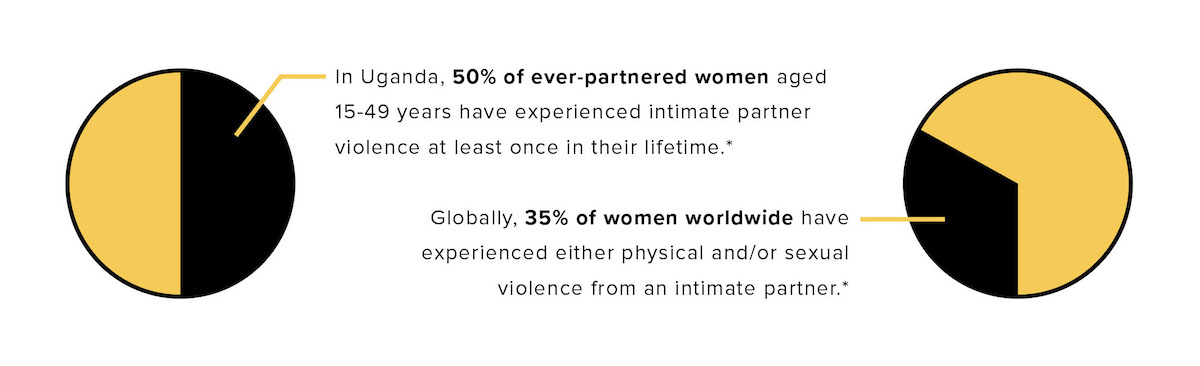 In Uganda, 50% of ever-partnered women aged
15-49 years have experienced intimate partner
violence at least once in their lifetime.*
Globally, 35% of women worldwide have
experienced either physical and/or sexual
violence from an intimate partner.*